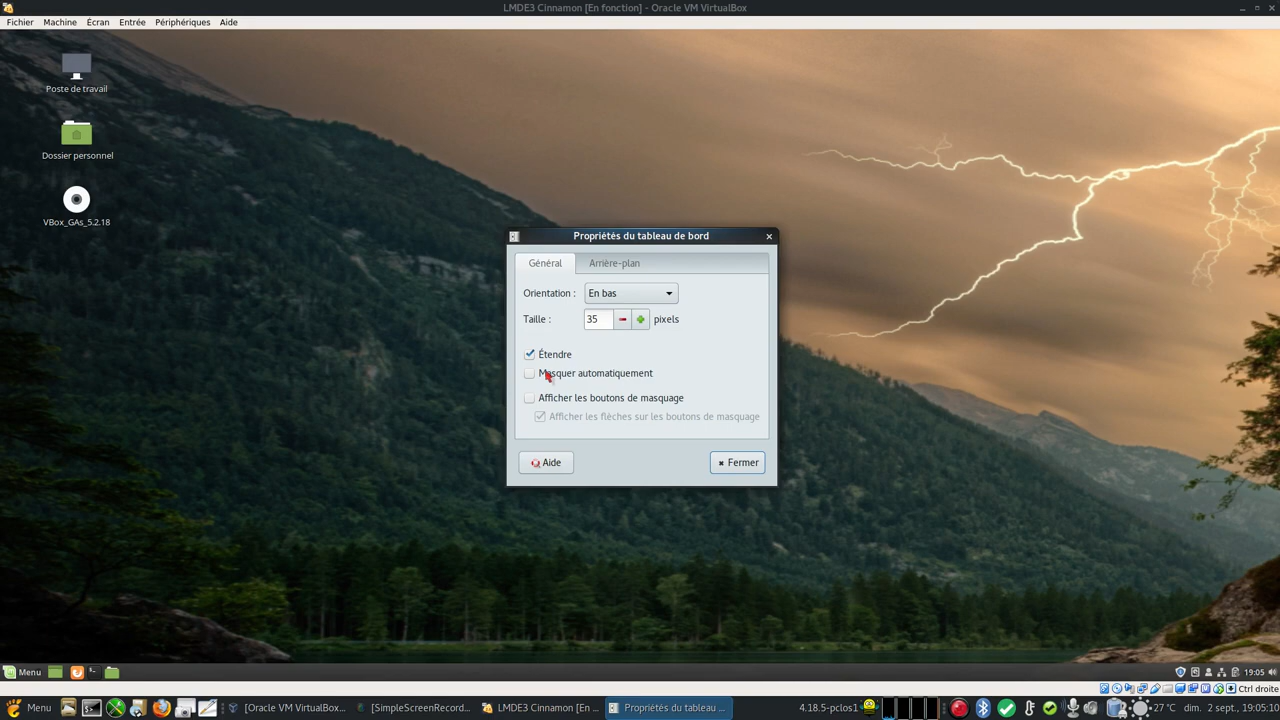 LMDE3 Cinnamon [En fonction] - Oracle VM VirtualBox
Fichier Machine Écran Entrée Périphériques Aide
Poste de travail
Dossier personnel
VBox_GAs_5.2.18
Propriétés du tableau de bord
Général Arrière-plan
Orientation : En bas
Taille : 35 pixels
Étendre
Masquer automatiquement
Afficher les boutons de masquage
Afficher les flèches sur les boutons de masquage
Aide Fermer
Menu 19:05
Ctrl droite
Menu [Oracle VM VirtualBox... [SimpleScreenRecord... LMDE3 Cinnamon [En ... Propriétés du tableau ... 4.18.5-pclos1 27 °C dim. 2 sept., 19:05:10